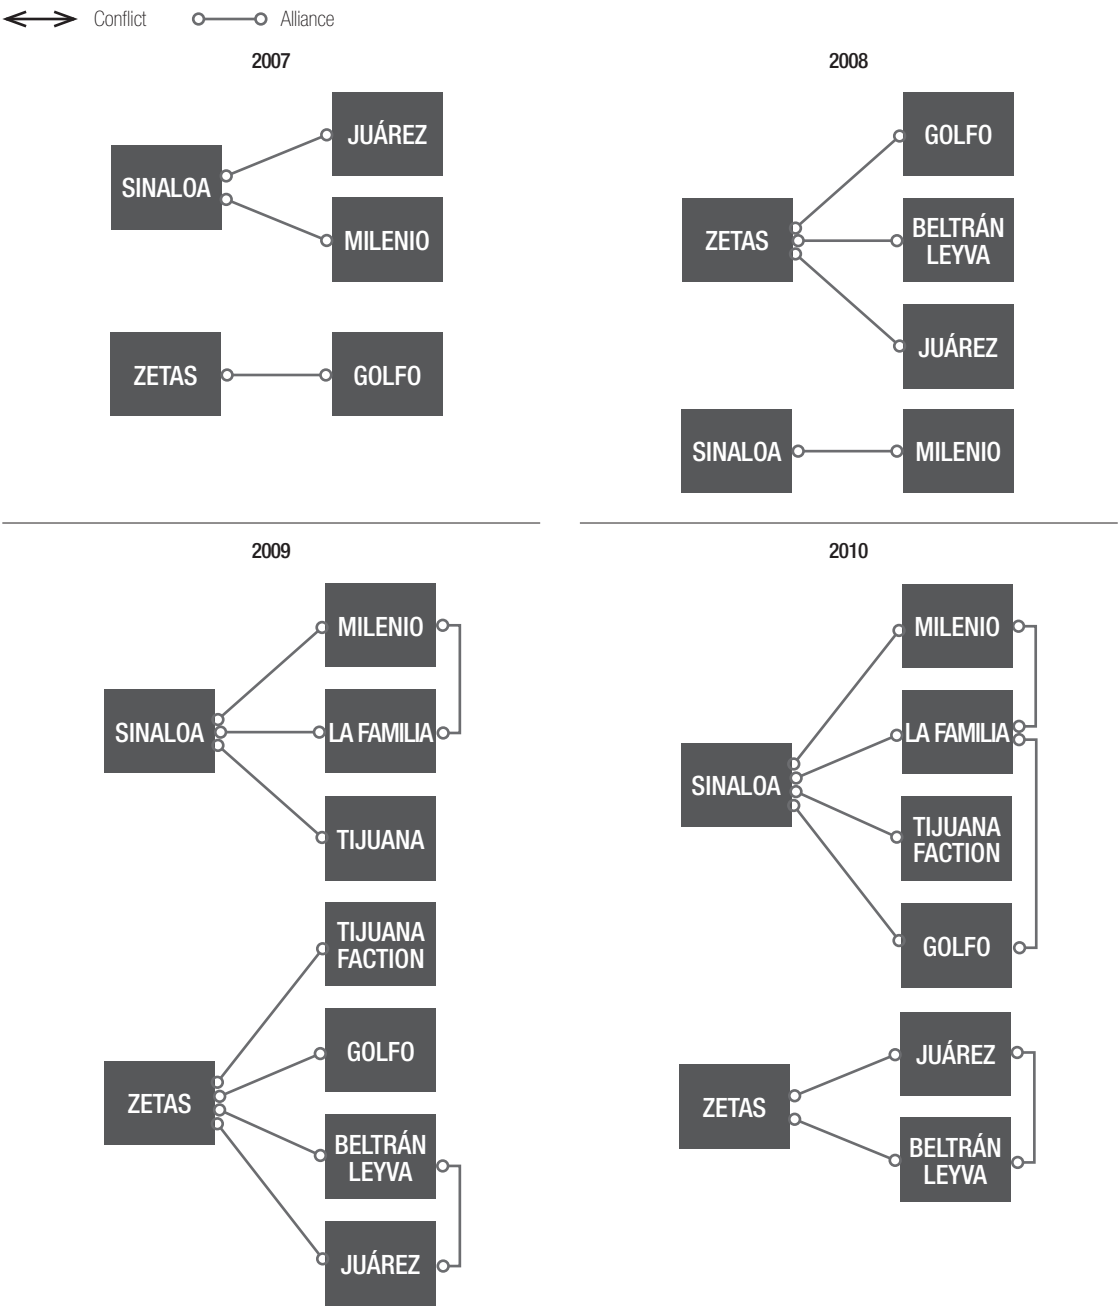 Conflict
Alliance
2007
SINALOA
JUÁREZ
MILENIO
ZETAS
GOLFO
2008
ZETAS
GOLFO
BELTRÁN
LEYVA
JUÁREZ
SINALOA
MILENIO
2009
SINALOA
MILENIO
LA FAMILIA
TIJUANA
ZETAS
TIJUANA
FACTION
GOLFO
BELTRÁN
LEYVA
JUÁREZ
2010
SINALOA
MILENIO
LA FAMILIA
TIJUANA
FACTION
GOLFO
ZETAS
JUÁREZ
BELTRÁN
LEYVA